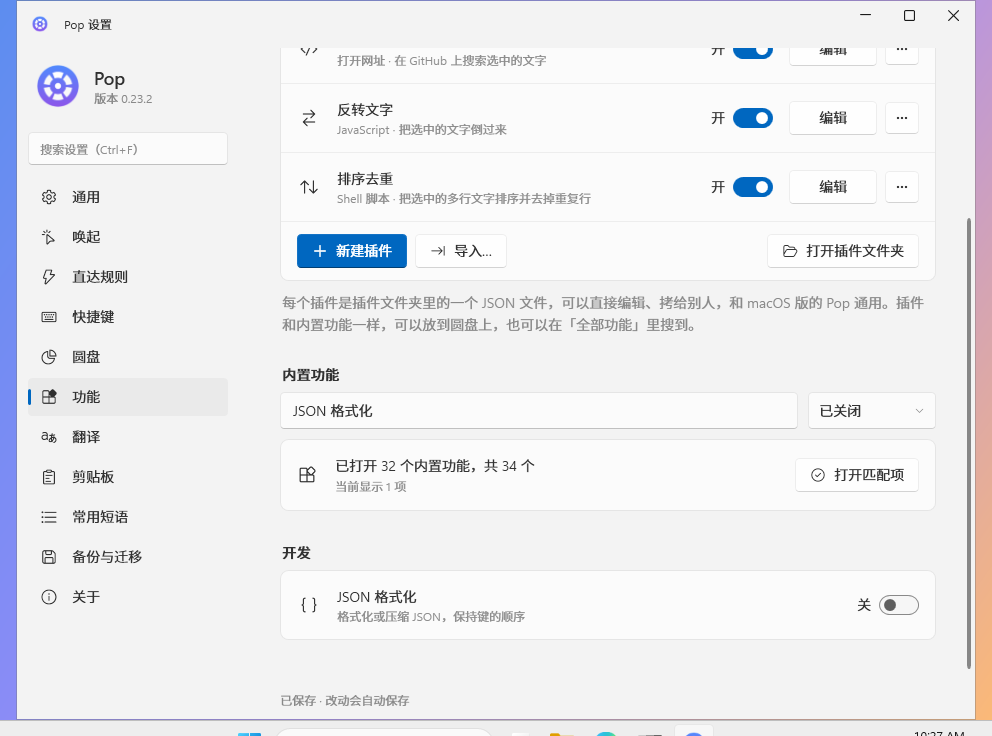 Pop 设置
Pop
版本 0.23.2
搜索设置（Ctrl+F）
通用
唤起
直达规则
快捷键
圆盘
功能
翻译
剪贴板
常用短语
备份与迁移
关于
打开网址 · 在 GitHub 上搜索选中的文字
开
编辑
反转文字
JavaScript · 把选中的文字倒过来
开
编辑
排序去重
Shell 脚本 · 把选中的多行文字排序并去掉重复行
开
编辑
新建插件
导入...
打开插件文件夹
每个插件是插件文件夹里的一个 JSON 文件，可以直接编辑、拷给别人，和 macOS 版的 Pop 通用。插件
和内置功能一样，可以放到圆盘上，也可以在「全部功能」里搜到。
内置功能
JSON 格式化
已关闭
已打开 32 个内置功能，共 34 个
当前显示 1 项
打开匹配项
开发
JSON 格式化
格式化或压缩 JSON，保持键的顺序
关
已保存 · 改动会自动保存
10:27 AM